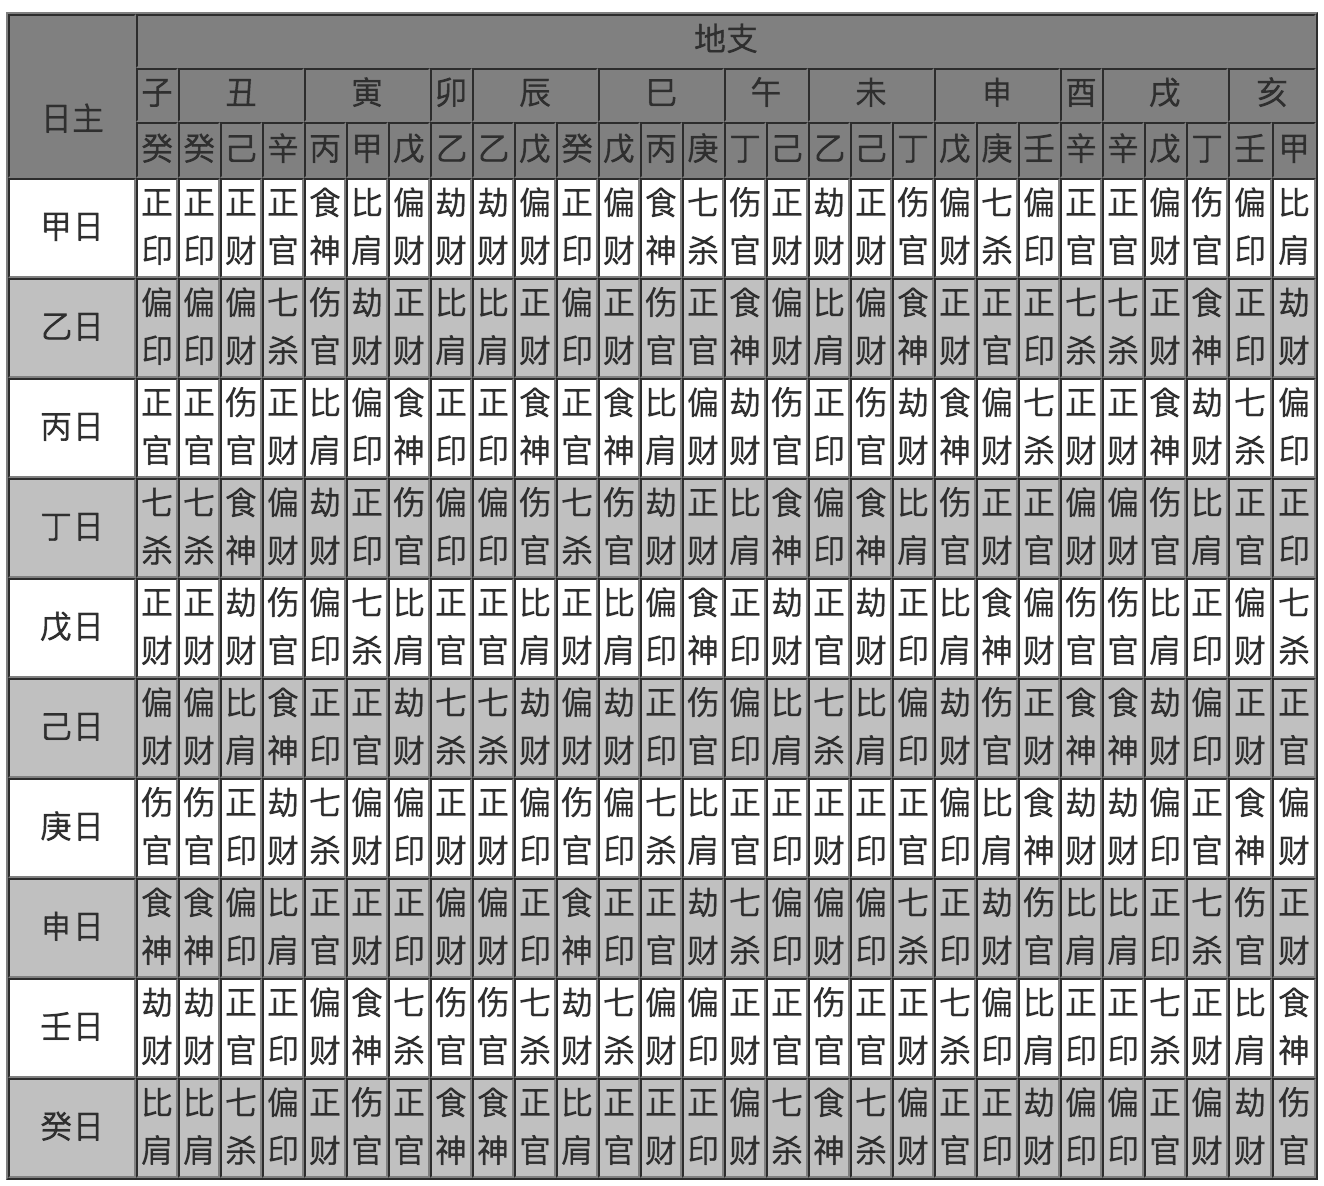 地支
日主
子 丑 寅 卯 辰 巳 午 未 申 酉 戌 亥
癸 癸 己 辛 丙 甲 戊 乙 乙 戊 癸 戊 丙 庚 丁 己 乙 己 丁 戊 庚 壬 辛 辛 戊 丁 壬 甲
甲日 正印 正印 正财 正官 食神 比肩 偏财 劫财 劫财 偏财 正印 偏财 食神 七杀 伤官 正财 劫财 正财 伤官 偏财 七杀 偏印 正官 正官 偏财 伤官 偏印 比肩
乙日 偏印 偏印 偏财 七杀 伤官 劫财 正财 比肩 比肩 正财 偏印 正财 伤官 正官 食神 偏财 比肩 偏财 食神 正财 正官 正印 七杀 七杀 正财 食神 正印 劫财
丙日 正官 正官 伤官 正财 比肩 偏印 食神 正印 正印 食神 正官 食神 比肩 偏财 劫财 伤官 正印 伤官 劫财 食神 偏财 七杀 正财 正财 食神 劫财 七杀 偏印
丁日 七杀 七杀 食神 偏财 劫财 正印 伤官 偏印 偏印 伤官 七杀 伤官 劫财 正财 比肩 食神 偏印 食神 比肩 伤官 正财 正官 偏财 偏财 伤官 比肩 正官 正印
戊日 正财 正财 劫财 伤官 偏印 七杀 比肩 正官 正官 比肩 正财 比肩 偏印 食神 正印 劫财 正官 劫财 正印 比肩 食神 偏财 伤官 伤官 比肩 正印 偏财 七杀
己日 偏财 偏财 比肩 食神 正印 正官 劫财 七杀 七杀 劫财 偏财 劫财 正印 伤官 偏印 比肩 七杀 比肩 偏印 劫财 伤官 正财 食神 食神 劫财 偏印 正财 正官
庚日 伤官 伤官 正印 劫财 七杀 偏财 偏印 正财 正财 偏印 伤官 偏印 七杀 比肩 正官 正印 正财 正印 正官 偏印 比肩 食神 劫财 劫财 偏印 正官 食神 偏财
申日 食神 食神 偏印 比肩 正官 正财 正印 偏财 偏财 正印 食神 正印 正官 劫财 七杀 偏印 偏财 偏印 七杀 正印 劫财 伤官 比肩 比肩 正印 七杀 伤官 正财
壬日 劫财 劫财 正官 正印 偏财 食神 七杀 伤官 伤官 七杀 劫财 七杀 偏财 偏印 正财 正官 伤官 正官 正财 七杀 偏印 比肩 正印 正印 七杀 正财 比肩 食神
癸日 比肩 比肩 七杀 偏印 正财 伤官 正官 食神 食神 正官 比肩 正官 正财 正印 偏财 七杀 食神 七杀 偏财 正官 正印 劫财 偏印 偏印 正官 偏财 劫财 伤官